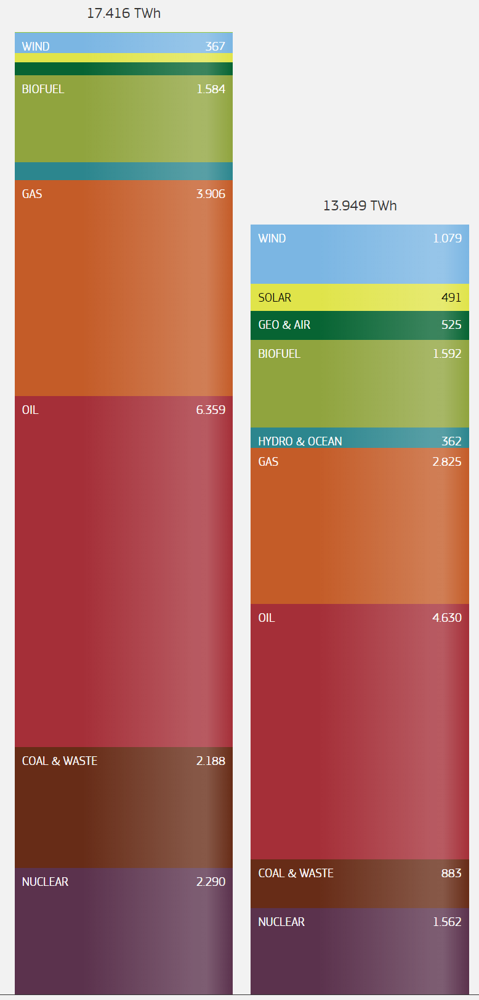 17.416 TWh
WIND 367
BIOFUEL 1.584
GAS 3.906
OIL 6.359
COAL & WASTE 2.188
NUCLEAR 2.290
13.949 TWh
WIND 1.079
SOLAR 491
GEO & AIR 525
BIOFUEL 1.592
HYDRO & OCEAN 362
GAS 2.825
OIL 4.630
COAL & WASTE 883
NUCLEAR 1.562